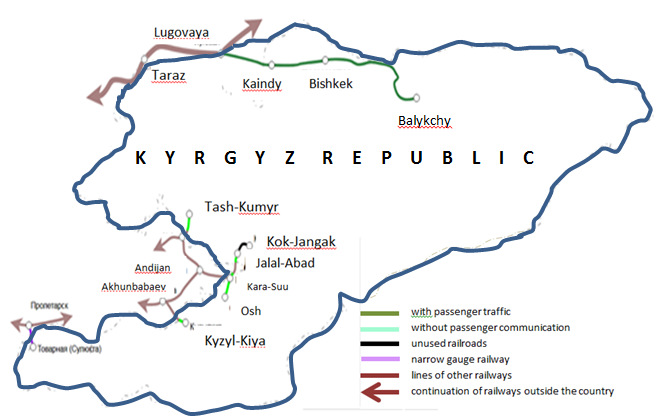 Lugovaya
Taraz
Kaindy
Bishkek
Balykchy
KYRGYZ REPUBLIC
Tash-Kumyr
Kok-Jangak
Jalal-Abad
Andijan
Kara-Suu
Akhunbabaev
Osh
Пролетарск
К
Kyzyl-Kiya
Товарная (Сулюкта)
with passenger traffic
without passenger communication
unused railroads
narrow gauge railway
lines of other railways
continuation of railways outside the country